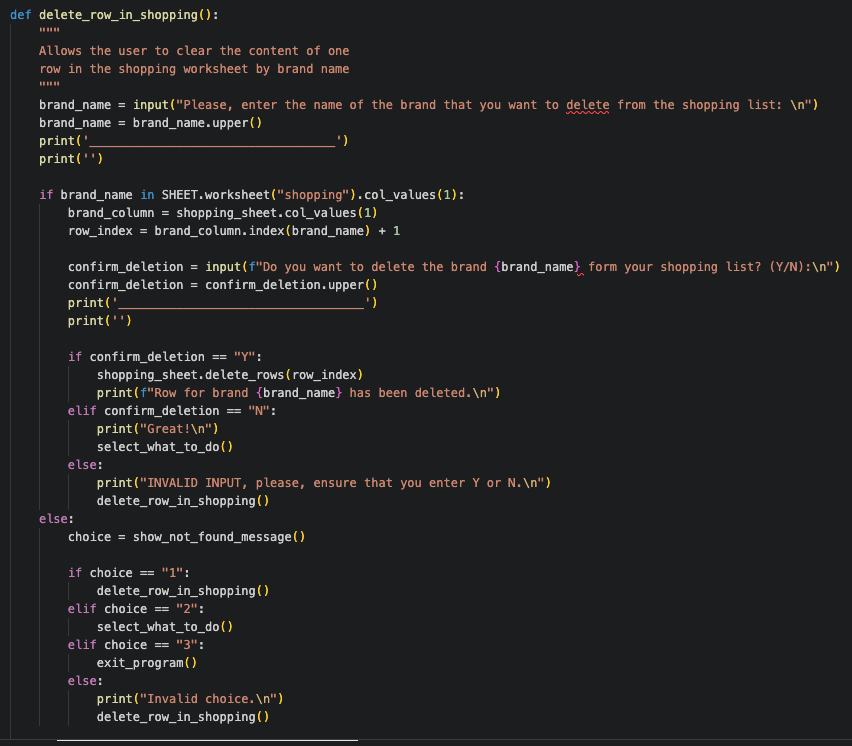 def delete_row_in_shopping():
    """
    Allows the user to clear the content of one
    row in the shopping worksheet by brand name
    """
    brand_name = input("Please, enter the name of the brand that you want to delete from the shopping list: \n")
    brand_name = brand_name.upper()
    print('__________________________________')
    print('')

    if brand_name in SHEET.worksheet("shopping").col_values(1):
        brand_column = shopping_sheet.col_values(1)
        row_index = brand_column.index(brand_name) + 1

        confirm_deletion = input(f"Do you want to delete the brand {brand_name} form your shopping list? (Y/N):\n")
        confirm_deletion = confirm_deletion.upper()
        print('__________________________________')
        print('')

        if confirm_deletion == "Y":
            shopping_sheet.delete_rows(row_index)
            print(f"Row for brand {brand_name} has been deleted.\n")
        elif confirm_deletion == "N":
            print("Great!\n")
            select_what_to_do()
        else:
            print("INVALID INPUT, please, ensure that you enter Y or N.\n")
            delete_row_in_shopping()
    else:
        choice = show_not_found_message()

        if choice == "1":
            delete_row_in_shopping()
        elif choice == "2":
            select_what_to_do()
        elif choice == "3":
            exit_program()
        else:
            print("Invalid choice.\n")
            delete_row_in_shopping()